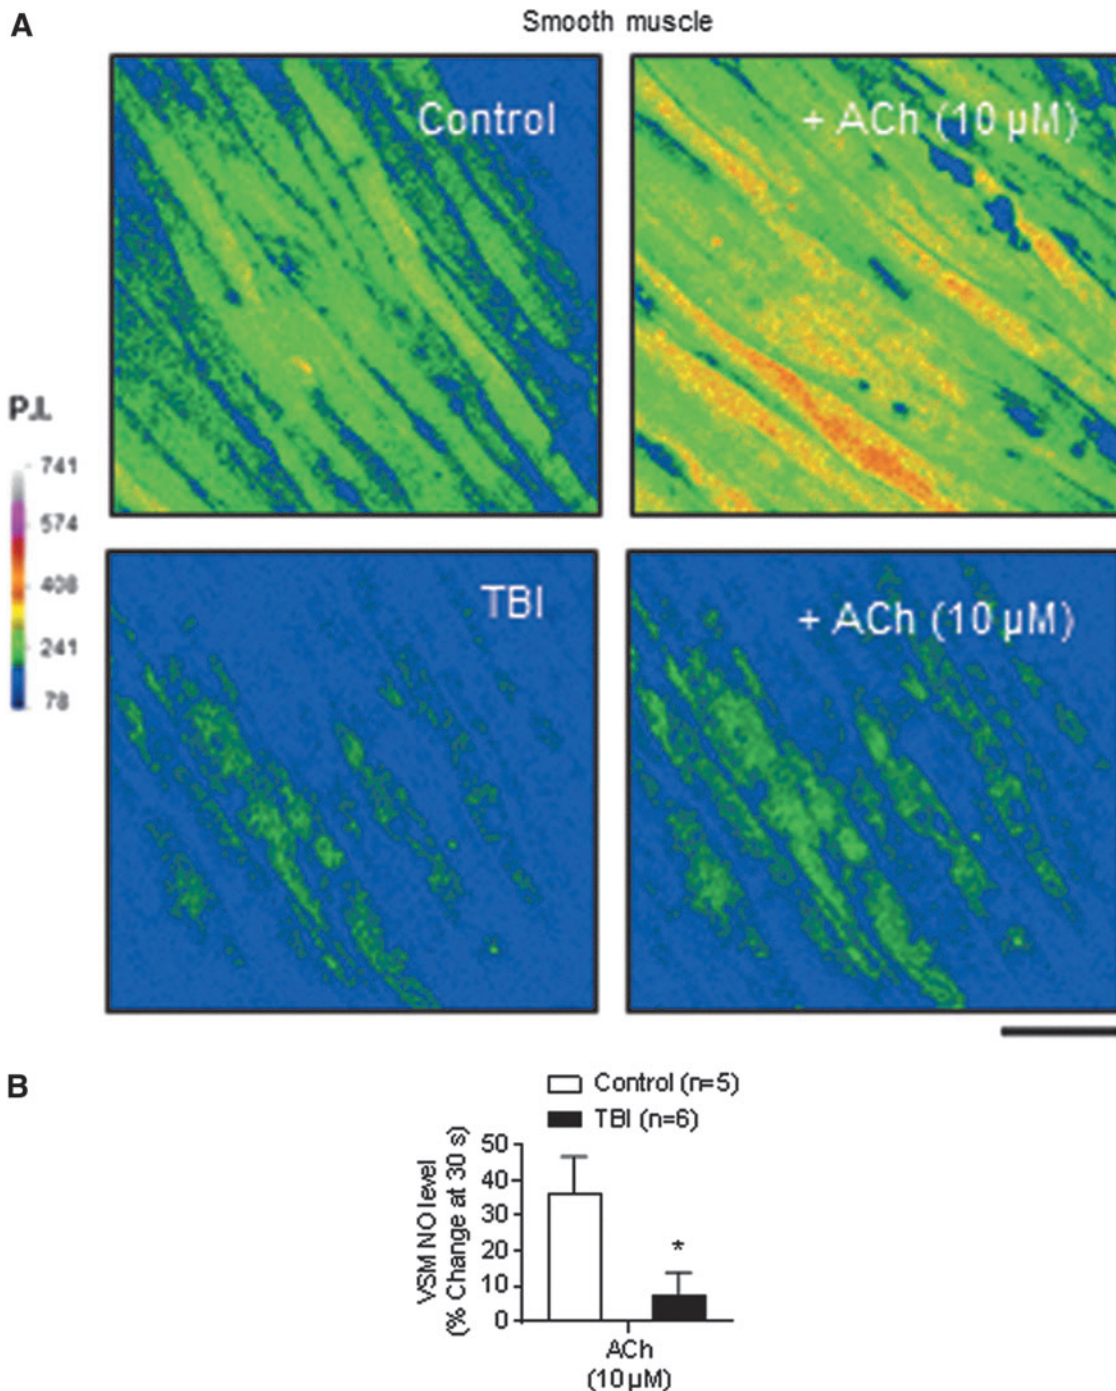 A
Smooth muscle
Control
+ ACh (10 µM)
P.I.
741
574
408
241
78
TBI
+ ACh (10 µM)
B
Control (n=5)
TBI (n=6)
VSM NO level
(% Change at 30 s)
50
40
30
20
10
0
*
ACh
(10 µM)